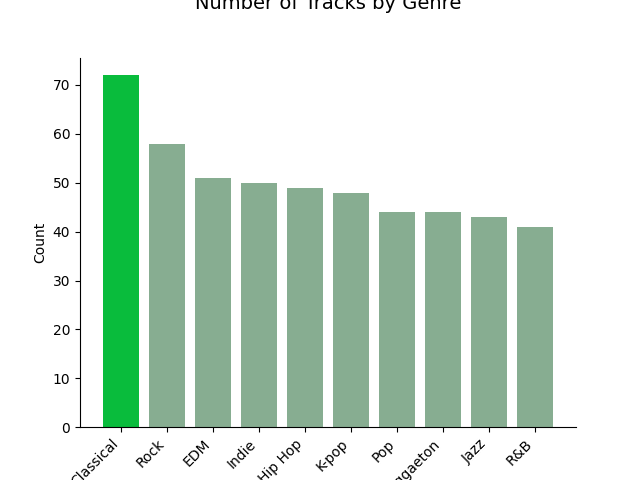 Number of Tracks by Genre
70
60
50
40
30
20
10
0
Count
Classical
Rock
EDM
Indie
Hip Hop
K-pop
Pop
ggaeton
Jazz
R&B